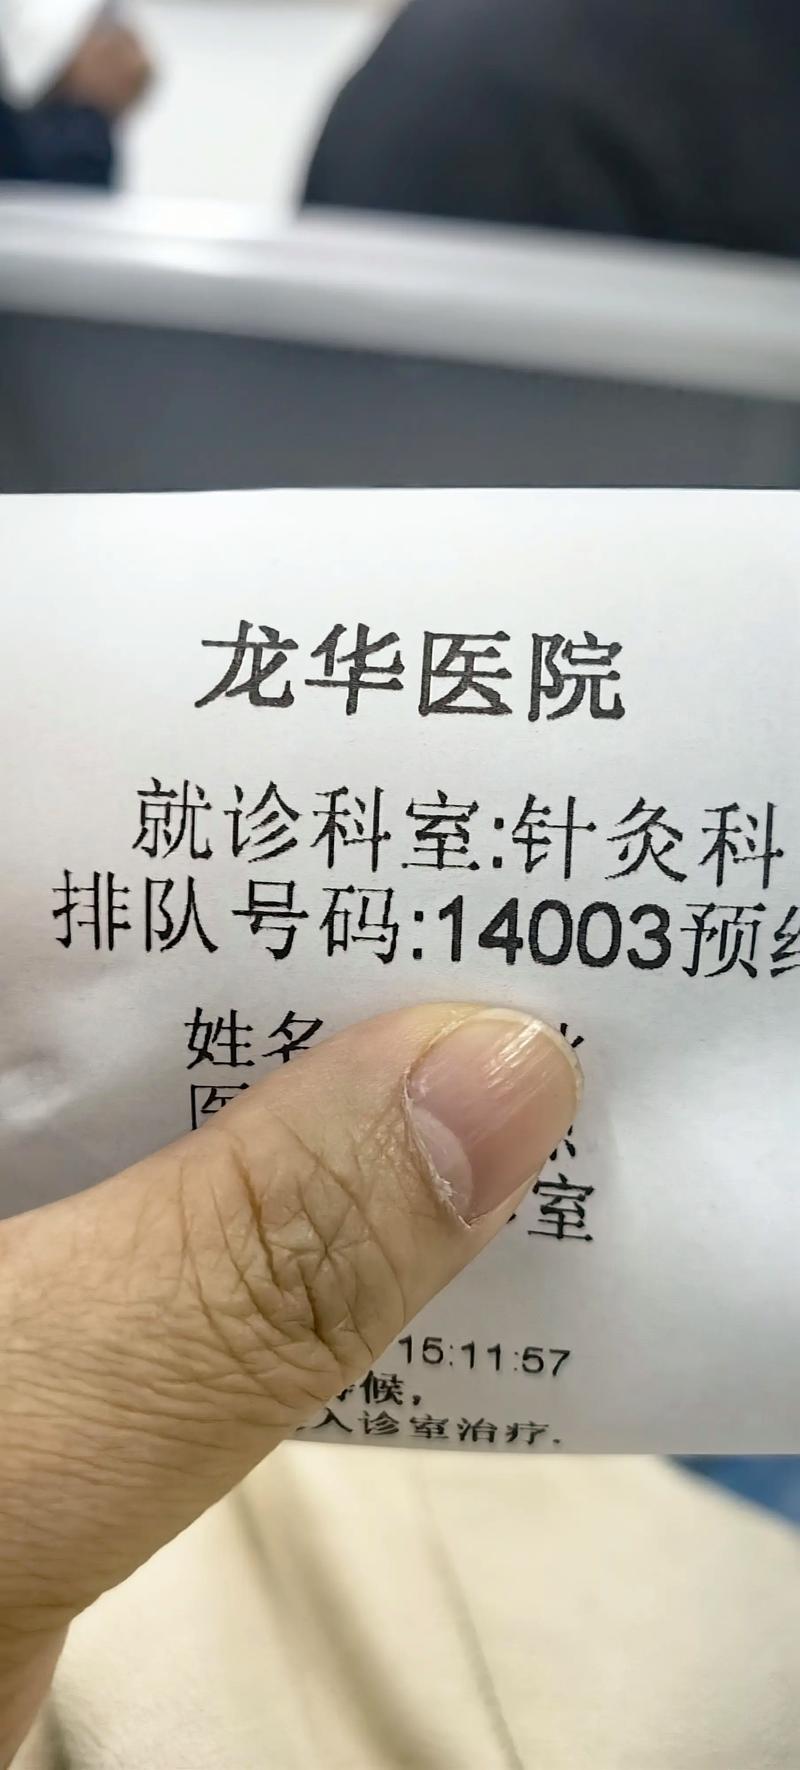 龙华医院
就诊科室:针灸科
排队号码:14003预
姓名
医
室
15:11:57
候，
入诊室治疗.